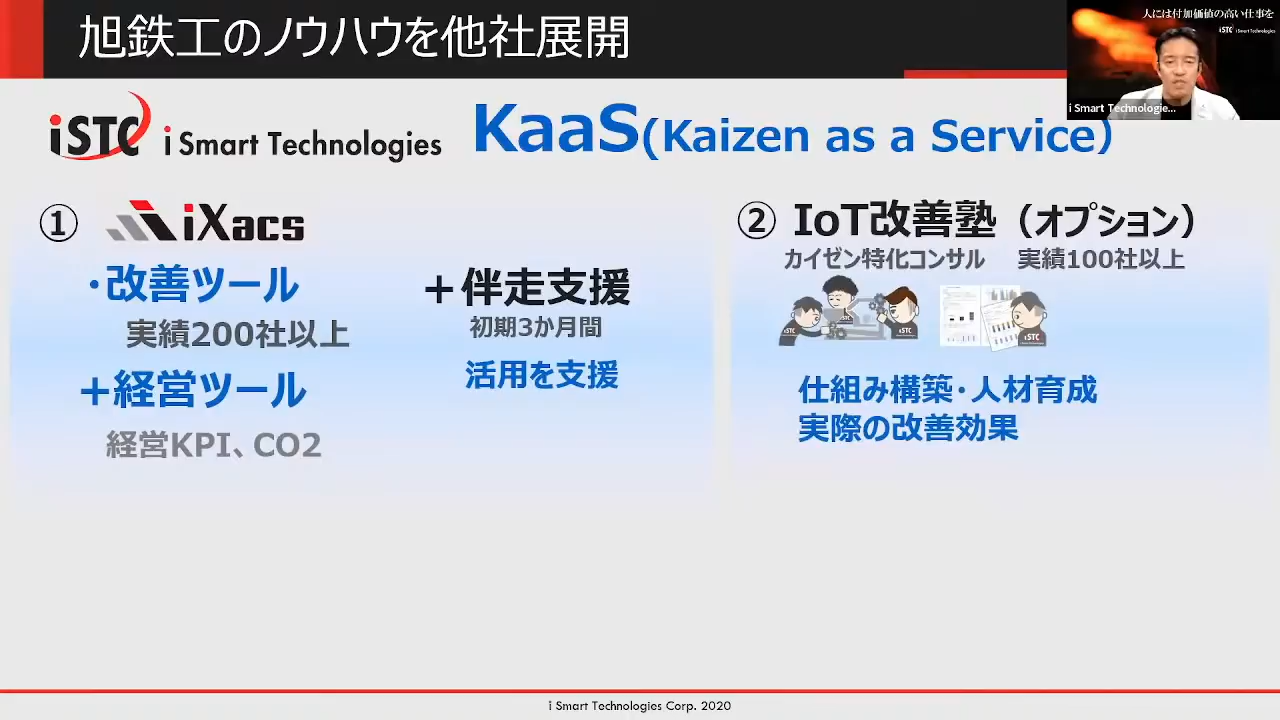 旭鉄工のノウハウを他社展開
人には付加価値の高い仕事を
iSTC i Smart Technologies
i Smart Technologie...
iSTC i Smart Technologies
KaaS(Kaizen as a Service)
① iXacs
・改善ツール
実績200社以上
＋経営ツール
経営KPI、CO2
＋伴走支援
初期3か月間
活用を支援
② IoT改善塾（オプション）
カイゼン特化コンサル 実績100社以上
iSTC
iSTC
iSTC
iSTC
仕組み構築・人材育成
実際の改善効果
i Smart Technologies Corp. 2020